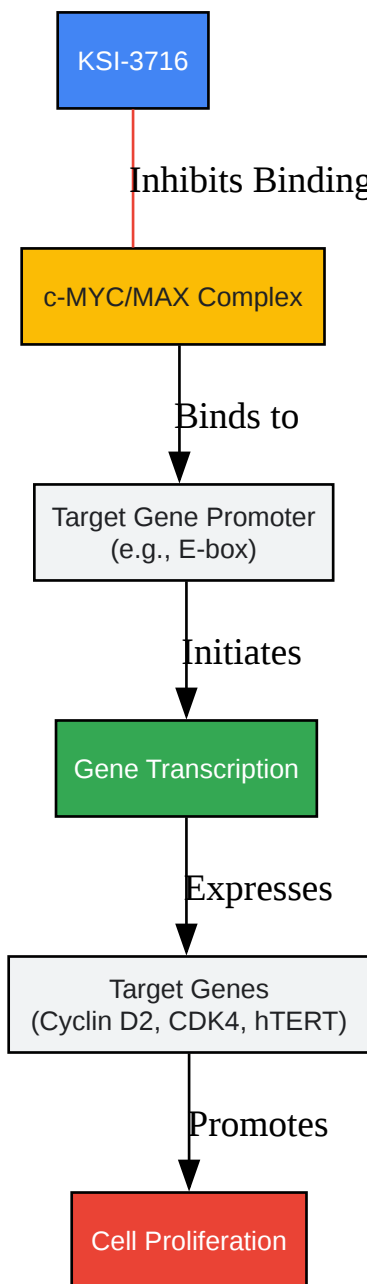 KSI-3716
Inhibits Binding
c-MYC/MAX Complex
Binds to
Target Gene Promoter
(e.g., E-box)
Initiates
Gene Transcription
Expresses
Target Genes
(Cyclin D2, CDK4, hTERT)
Promotes
Cell Proliferation